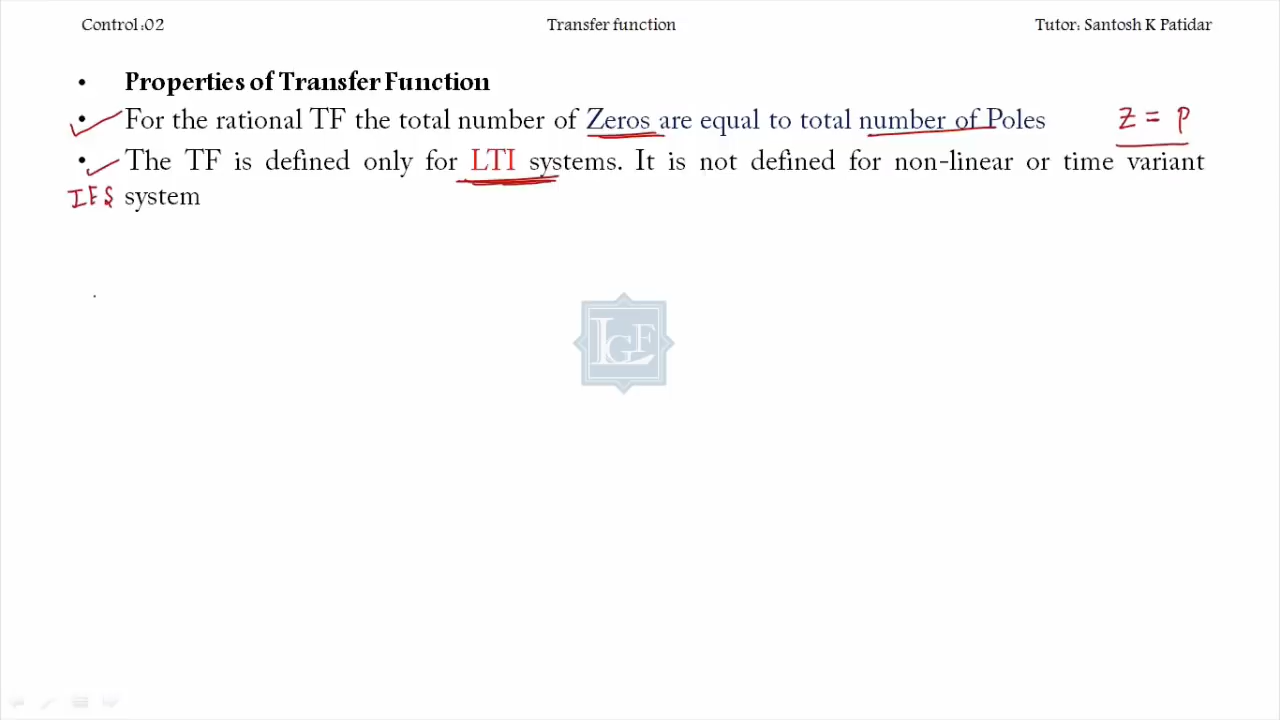 Control:02 Transfer function Tutor: Santosh K Patidar
• Properties of Transfer Function
• For the rational TF the total number of Zeros are equal to total number of Poles Z = P
• The TF is defined only for LTI systems. It is not defined for non-linear or time variant
IES system
LGF